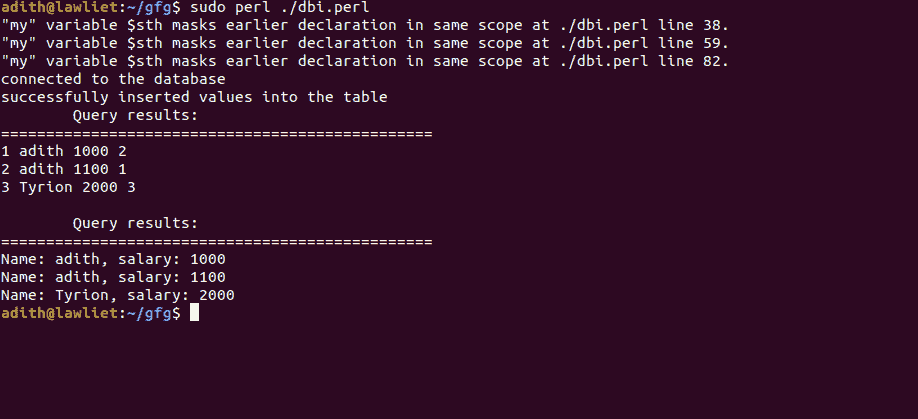 adith@lawliet:~/gfg$ sudo perl ./dbi.perl
"my" variable $sth masks earlier declaration in same scope at ./dbi.perl line 38.
"my" variable $sth masks earlier declaration in same scope at ./dbi.perl line 59.
"my" variable $sth masks earlier declaration in same scope at ./dbi.perl line 82.
connected to the database
successfully inserted values into the table
        Query results:
================================================
1 adith 1000 2
2 adith 1100 1
3 Tyrion 2000 3

        Query results:
================================================
Name: adith, salary: 1000
Name: adith, salary: 1100
Name: Tyrion, salary: 2000
adith@lawliet:~/gfg$